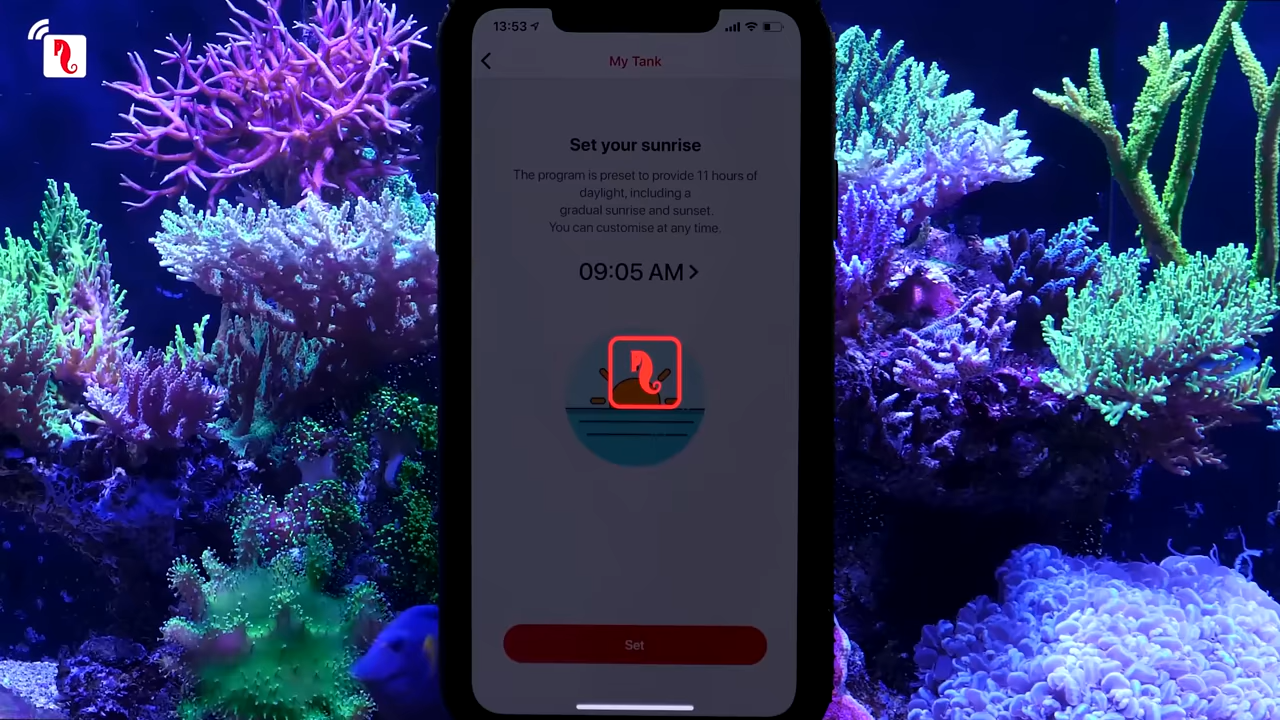 13:53
My Tank
Set your sunrise
The program is preset to provide 11 hours of
daylight, including a
gradual sunrise and sunset.
You can customise at any time.
09:05 AM
Set